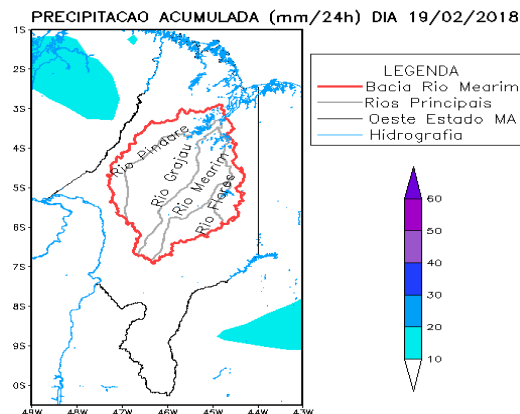 PRECIPITACAO ACUMULADA (mm/24h) DIA 19/02/2018
1S
2S
3S
4S
5S
6S
7S
8S
9S
0S
49W 48W 47W 46W 45W 44W 43W
Rio Pindare
Rio Grajau
Rio Mearim
Rio Flores
LEGENDA
Bacia Rio Mearim
Rios Principais
Oeste Estado MA
Hidrografia
60
50
40
30
20
10